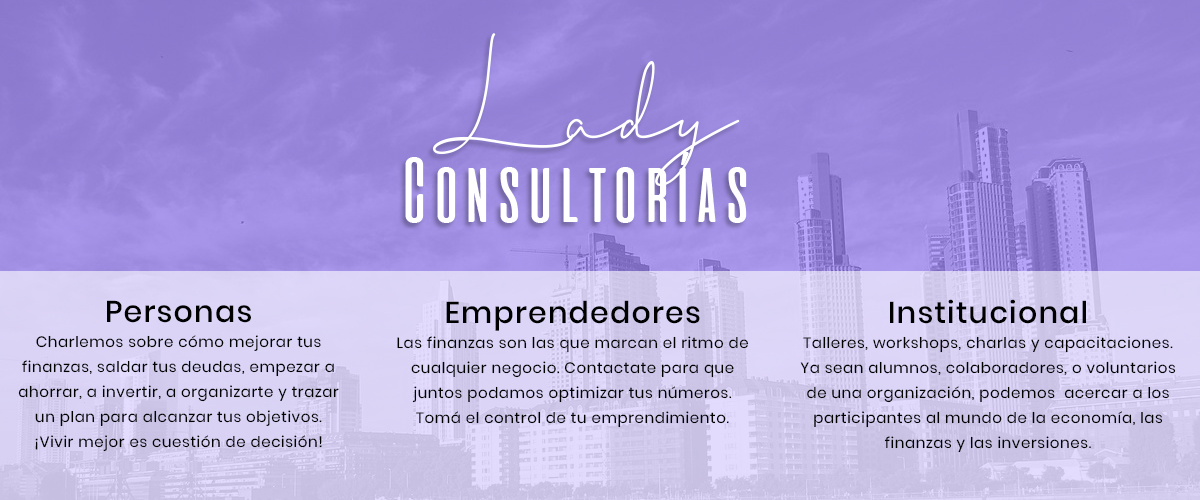 Lady
CONSULTORÍAS
Personas
Charlemos sobre cómo mejorar tus
finanzas, saldar tus deudas, empezar a
ahorrar, a invertir, a organizarte y trazar
un plan para alcanzar tus objetivos.
¡Vivir mejor es cuestión de decisión!
Emprendedores
Las finanzas son las que marcan el ritmo de
cualquier negocio. Contactate para que
juntos podamos optimizar tus números.
Tomá el control de tu emprendimiento.
Institucional
Talleres, workshops, charlas y capacitaciones.
Ya sean alumnos, colaboradores, o voluntarios
de una organización, podemos  acercar a los
participantes al mundo de la economía, las
finanzas y las inversiones.